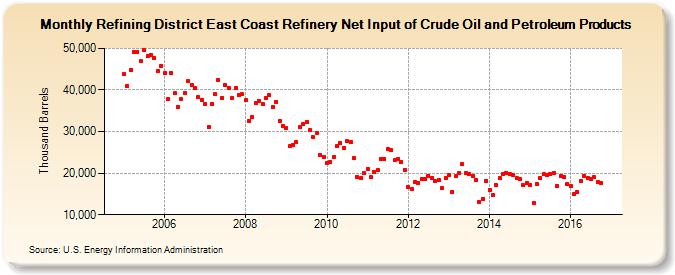 Monthly Refining District East Coast Refinery Net Input of Crude Oil and Petroleum Products
Thousand Barrels
50,000
40,000
30,000
20,000
10,000
2006 2008 2010 2012 2014 2016
Source: U.S. Energy Information Administration